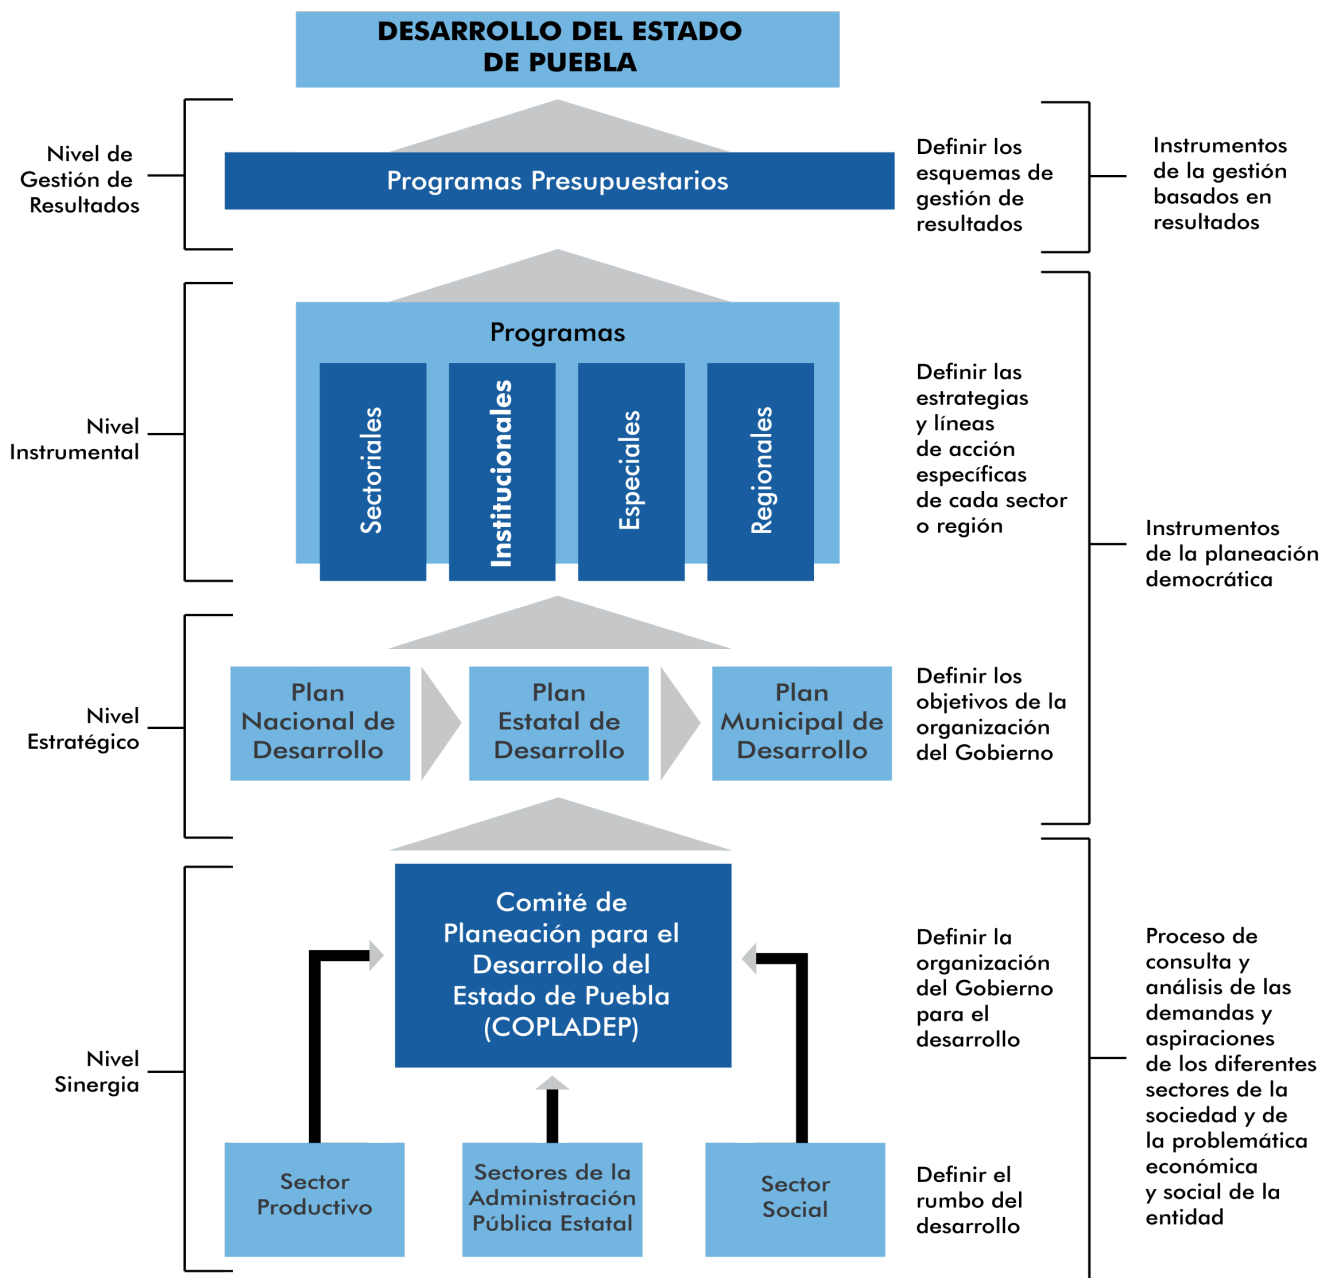 DESARROLLO DEL ESTADO
DE PUEBLA
Nivel de
Gestión de
Resultados
Programas Presupuestarios
Definir los
esquemas de
gestión de
resultados
Instrumentos
de la gestión
basados en
resultados
Nivel
Instrumental
Programas
Sectoriales
Institucionales
Especiales
Regionales
Definir las
estrategias
y líneas
de acción
específicas
de cada sector
o región
Instrumentos
de la planeación
democrática
Nivel
Estratégico
Plan
Nacional de
Desarrollo
Plan
Estatal de
Desarrollo
Plan
Municipal de
Desarrollo
Definir los
objetivos de la
organización
del Gobierno
Nivel
Sinergia
Comité de
Planeación para el
Desarrollo del
Estado de Puebla
(COPLADEP)
Definir la
organización
del Gobierno
para el
desarrollo
Sector
Productivo
Sectores de la
Administración
Pública Estatal
Sector
Social
Definir el
rumbo del
desarrollo
Proceso de
consulta y
análisis de las
demandas y
aspiraciones
de los diferentes
sectores de la
sociedad y de
la problemática
económica
y social de la
entidad